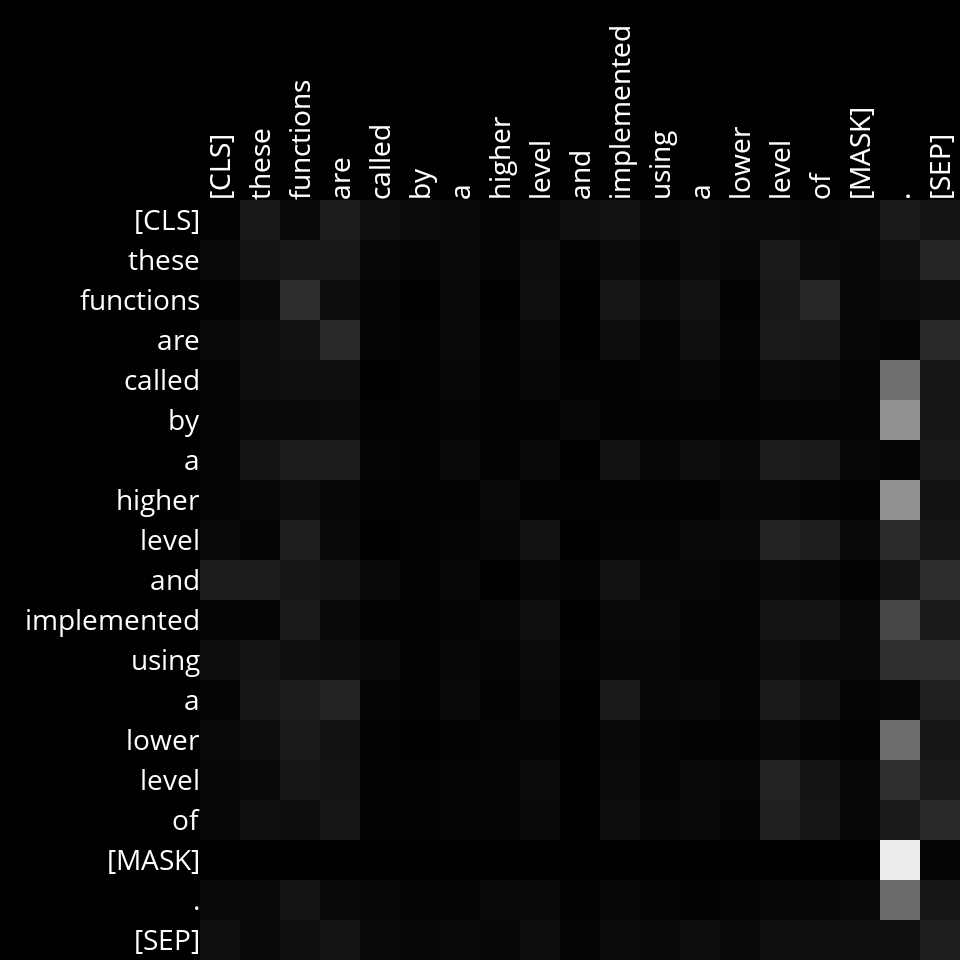 [CLS] these functions are called by a higher level and implemented using a lower level of [MASK] . [SEP]
[CLS]
these
functions
are
called
by
a
higher
level
and
implemented
using
a
lower
level
of
[MASK]
.
[SEP]